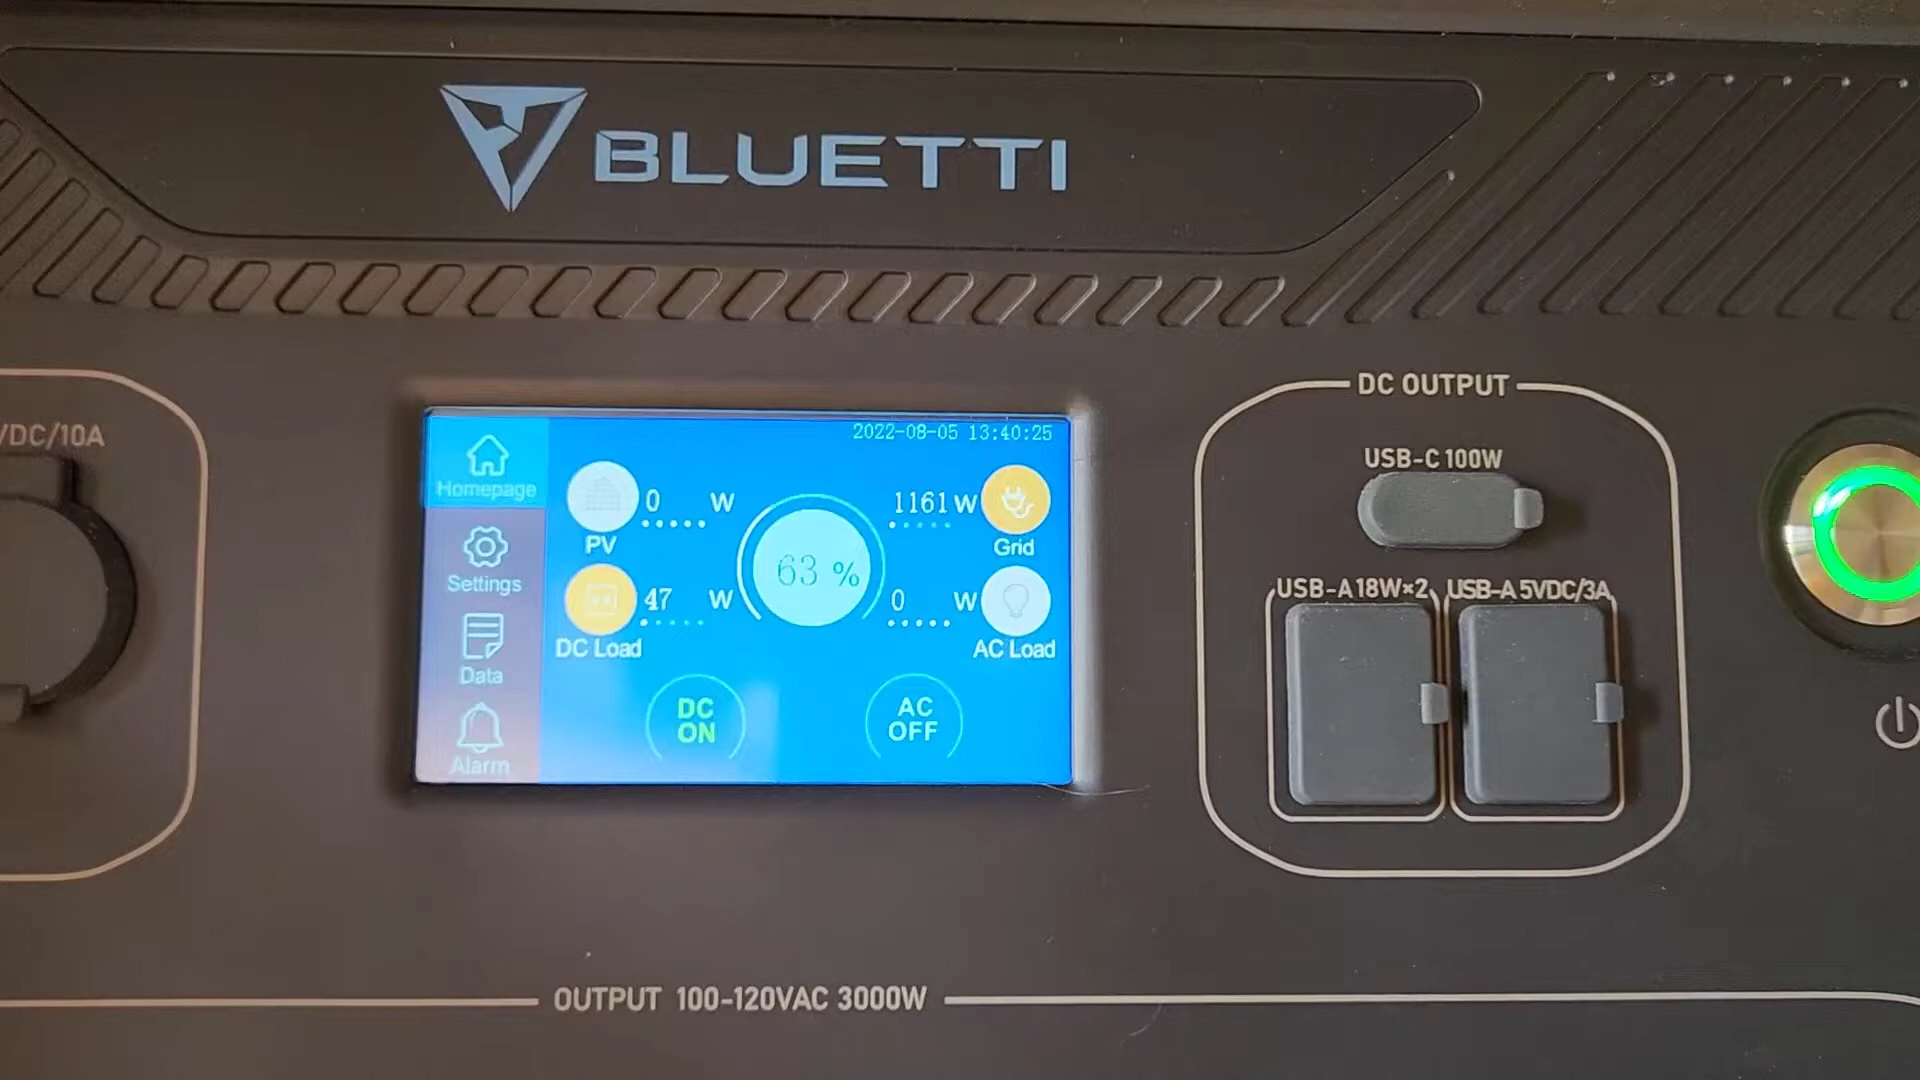 BLUETTI
/DC/10A
2022-08-05 13:40:25
Homepage
Settings
Data
Alarm
0 W
PV
1161 W
Grid
63 %
47 W
DC Load
0 W
AC Load
DC
ON
AC
OFF
DC OUTPUT
USB-C 100W
USB-A 18W×2
USB-A 5VDC/3A
OUTPUT 100-120VAC 3000W